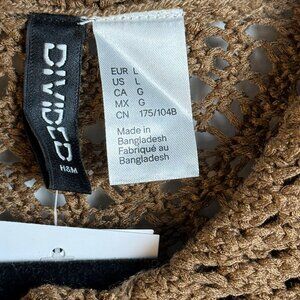 DIVIDED
H&M
EUR L
US L
CA G
MX G
CN 175/104B
Made in
Bangladesh
Fabriqué au
Bangladesh